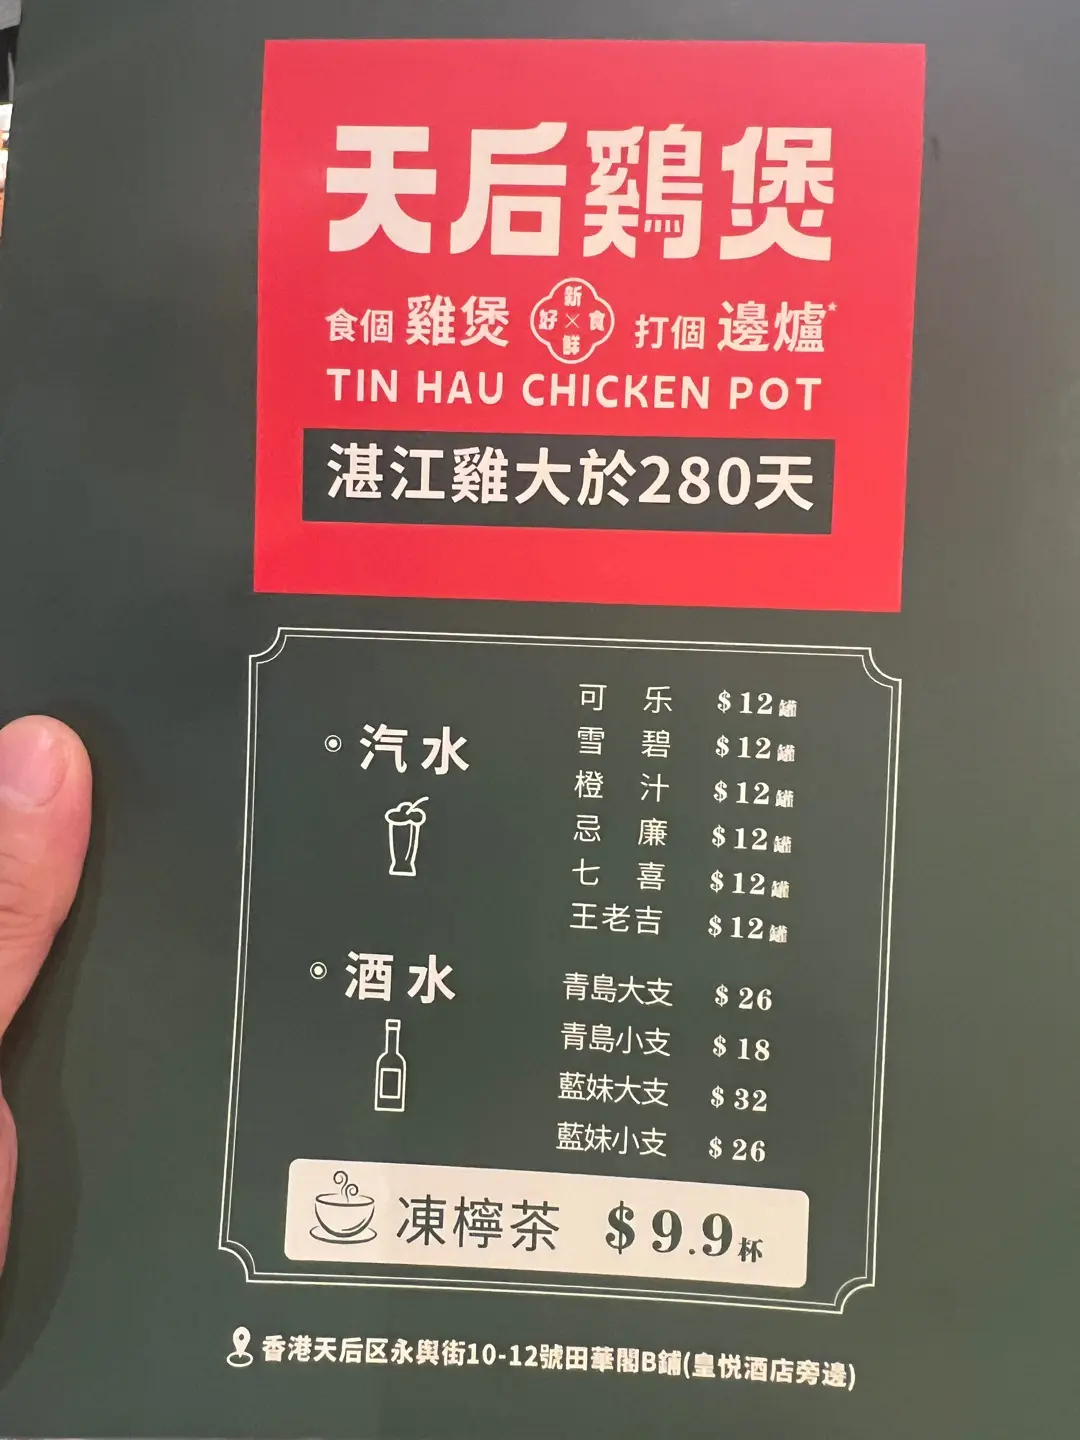 天后鷄煲
食個 雞煲 新鮮 好×食 打個 邊爐*
TIN HAU CHICKEN POT
湛江雞大於280天
汽水
可乐 $12罐
雪碧 $12罐
橙汁 $12罐
忌廉 $12罐
七喜 $12罐
王老吉 $12罐
酒水
青島大支 $26
青島小支 $18
藍妹大支 $32
藍妹小支 $26
凍檸茶 $9.9杯
香港天后区永興街10-12號田華閣B鋪(皇悦酒店旁邊)